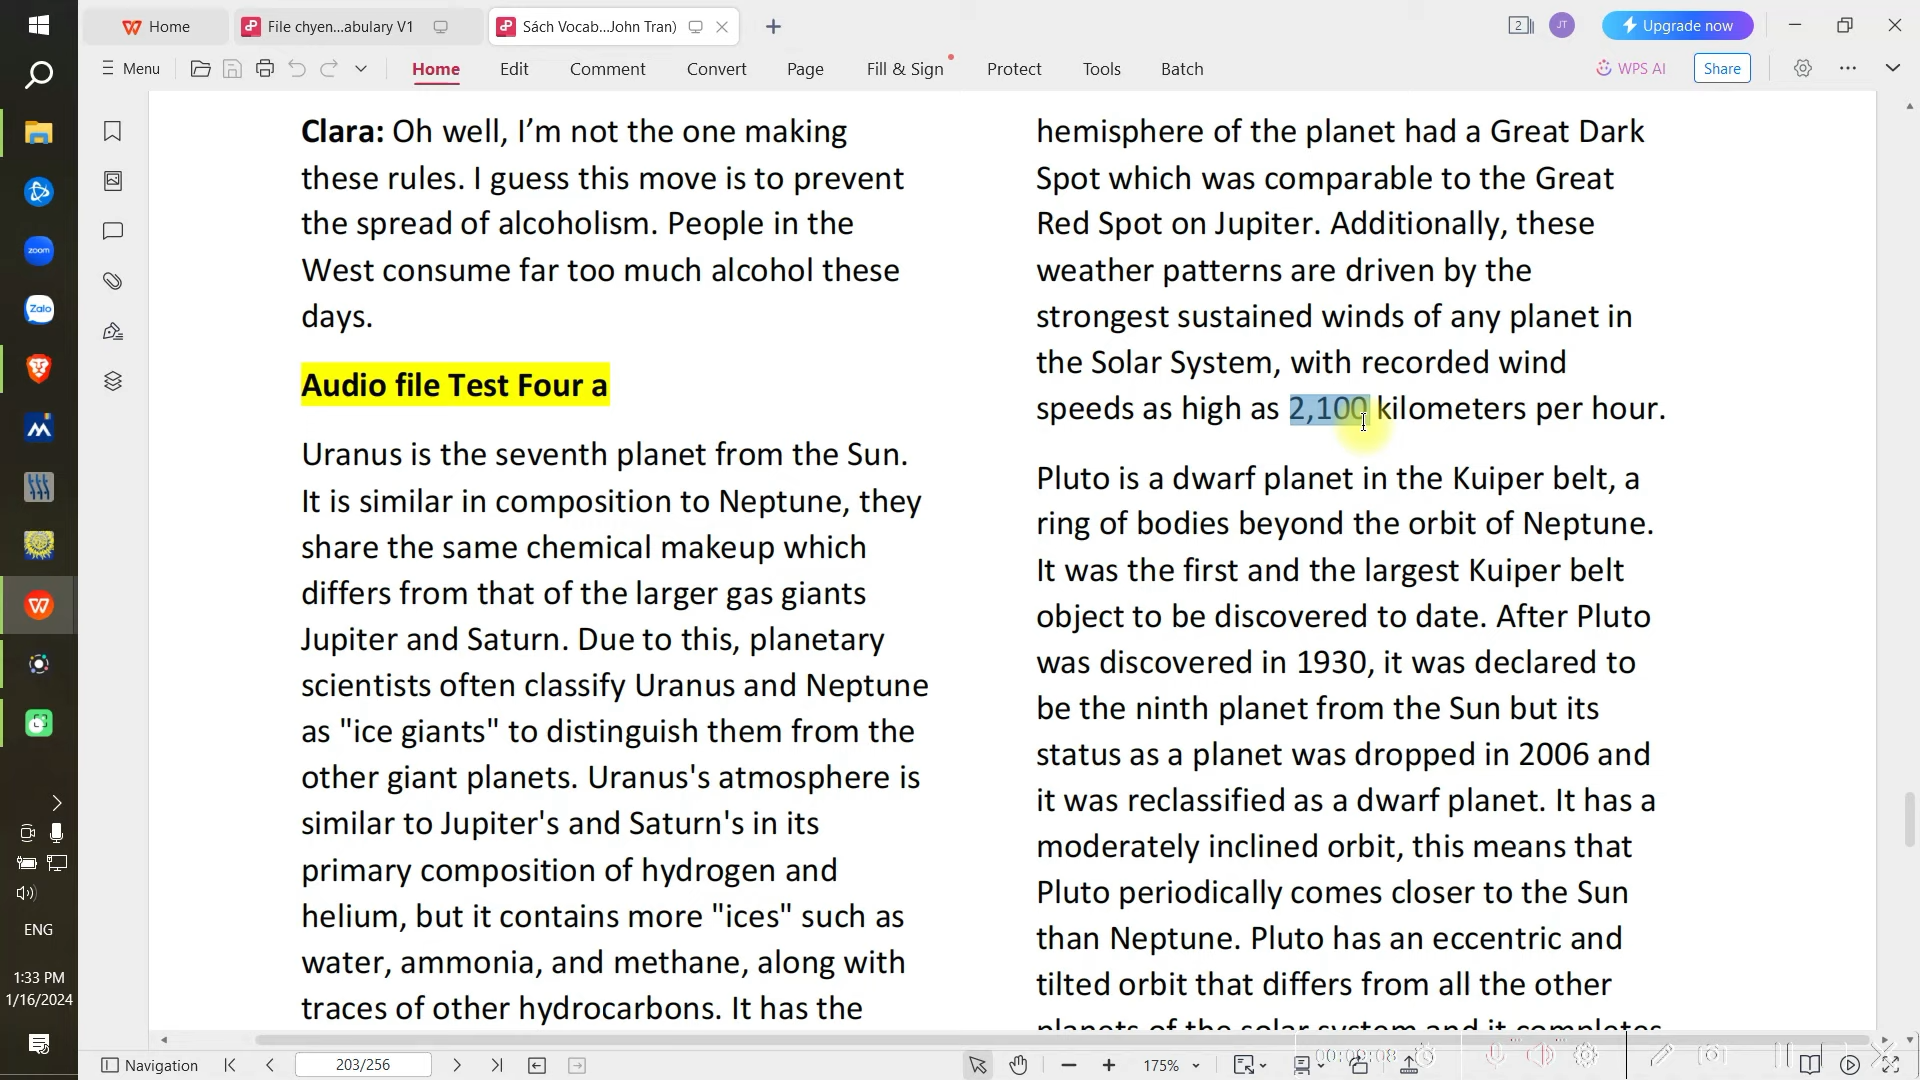 Home
File chyen...abulary V1
Sách Vocab...John Tran)
2
JT
Upgrade now
Menu
Home
Edit
Comment
Convert
Page
Fill & Sign
Protect
Tools
Batch
WPS AI
Share
Clara: Oh well, I’m not the one making
these rules. I guess this move is to prevent
the spread of alcoholism. People in the
West consume far too much alcohol these
days.
Audio file Test Four a
Uranus is the seventh planet from the Sun.
It is similar in composition to Neptune, they
share the same chemical makeup which
differs from that of the larger gas giants
Jupiter and Saturn. Due to this, planetary
scientists often classify Uranus and Neptune
as "ice giants" to distinguish them from the
other giant planets. Uranus's atmosphere is
similar to Jupiter's and Saturn's in its
primary composition of hydrogen and
helium, but it contains more "ices" such as
water, ammonia, and methane, along with
traces of other hydrocarbons. It has the
hemisphere of the planet had a Great Dark
Spot which was comparable to the Great
Red Spot on Jupiter. Additionally, these
weather patterns are driven by the
strongest sustained winds of any planet in
the Solar System, with recorded wind
speeds as high as 2,100 kilometers per hour.
Pluto is a dwarf planet in the Kuiper belt, a
ring of bodies beyond the orbit of Neptune.
It was the first and the largest Kuiper belt
object to be discovered to date. After Pluto
was discovered in 1930, it was declared to
be the ninth planet from the Sun but its
status as a planet was dropped in 2006 and
it was reclassified as a dwarf planet. It has a
moderately inclined orbit, this means that
Pluto periodically comes closer to the Sun
than Neptune. Pluto has an eccentric and
tilted orbit that differs from all the other
planets of the solar system and it completes
zoom
Zalo
ENG
1:33 PM
1/16/2024
Navigation
203/256
175%